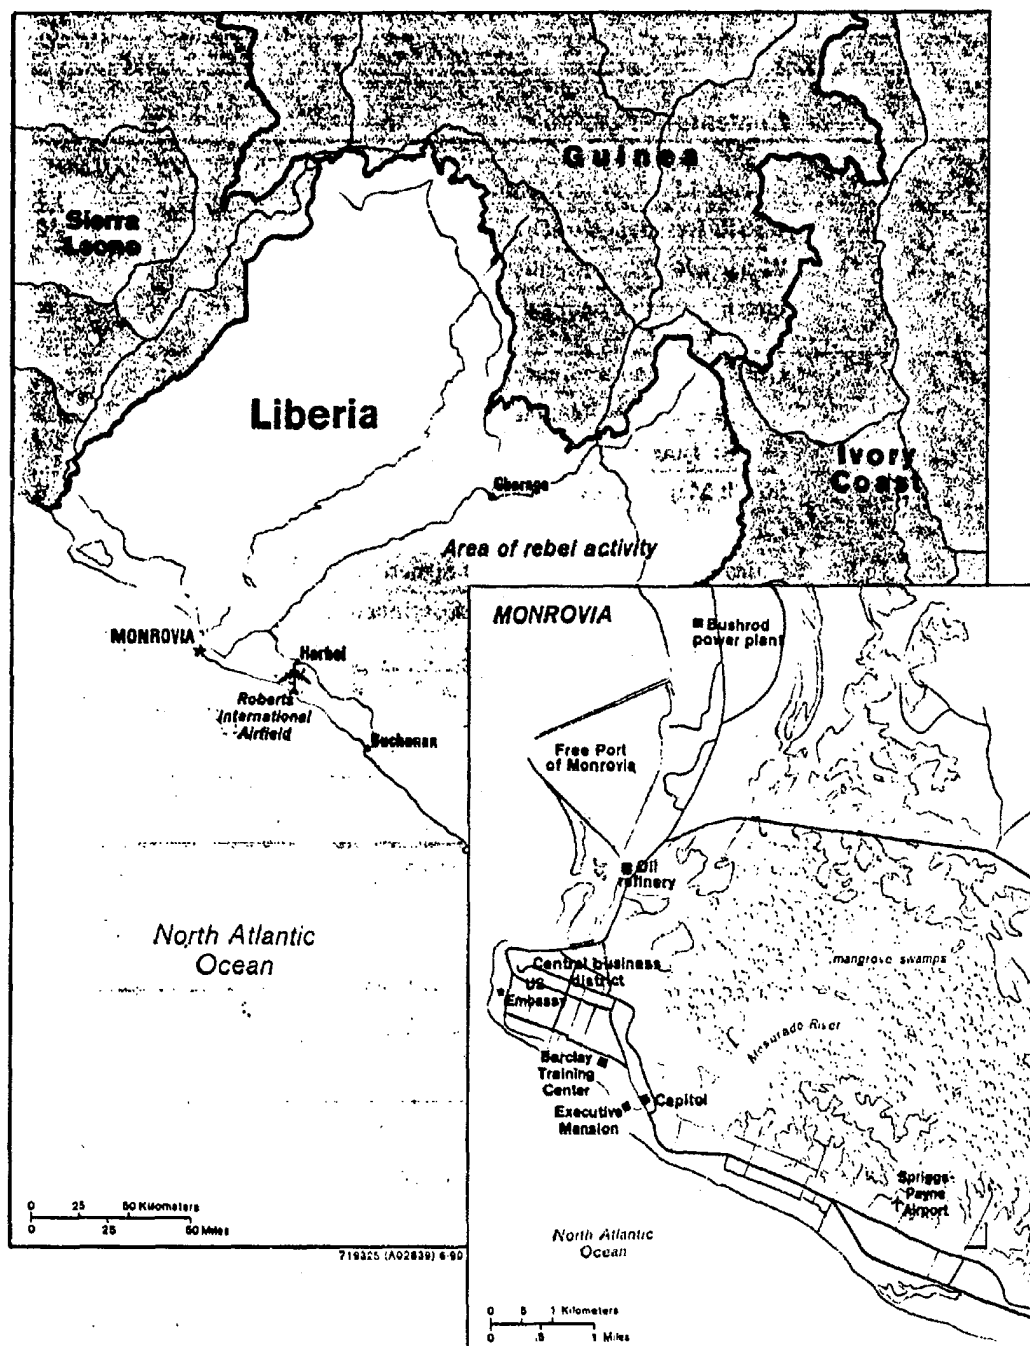 Guinea
Sierra
Leone
Liberia
Ivory
Coast
Gbarnga
Area of rebel activity
MONROVIA
Harbel
Roberts
International
Airfield
Buchanan
North Atlantic
Ocean
0 25 50 Kilometers
0 25 50 Miles
719325 (A02839) 6-90
MONROVIA
Bushrod
power plant
Free Port
of Monrovia
Oil
refinery
mangrove swamps
Central business
district
US
Embassy
Mesurado River
Barclay
Training
Center
Capitol
Executive
Mansion
Spriggs-
Payne
Airport
North Atlantic
Ocean
0 .5 1 Kilometers
0 .5 1 Miles